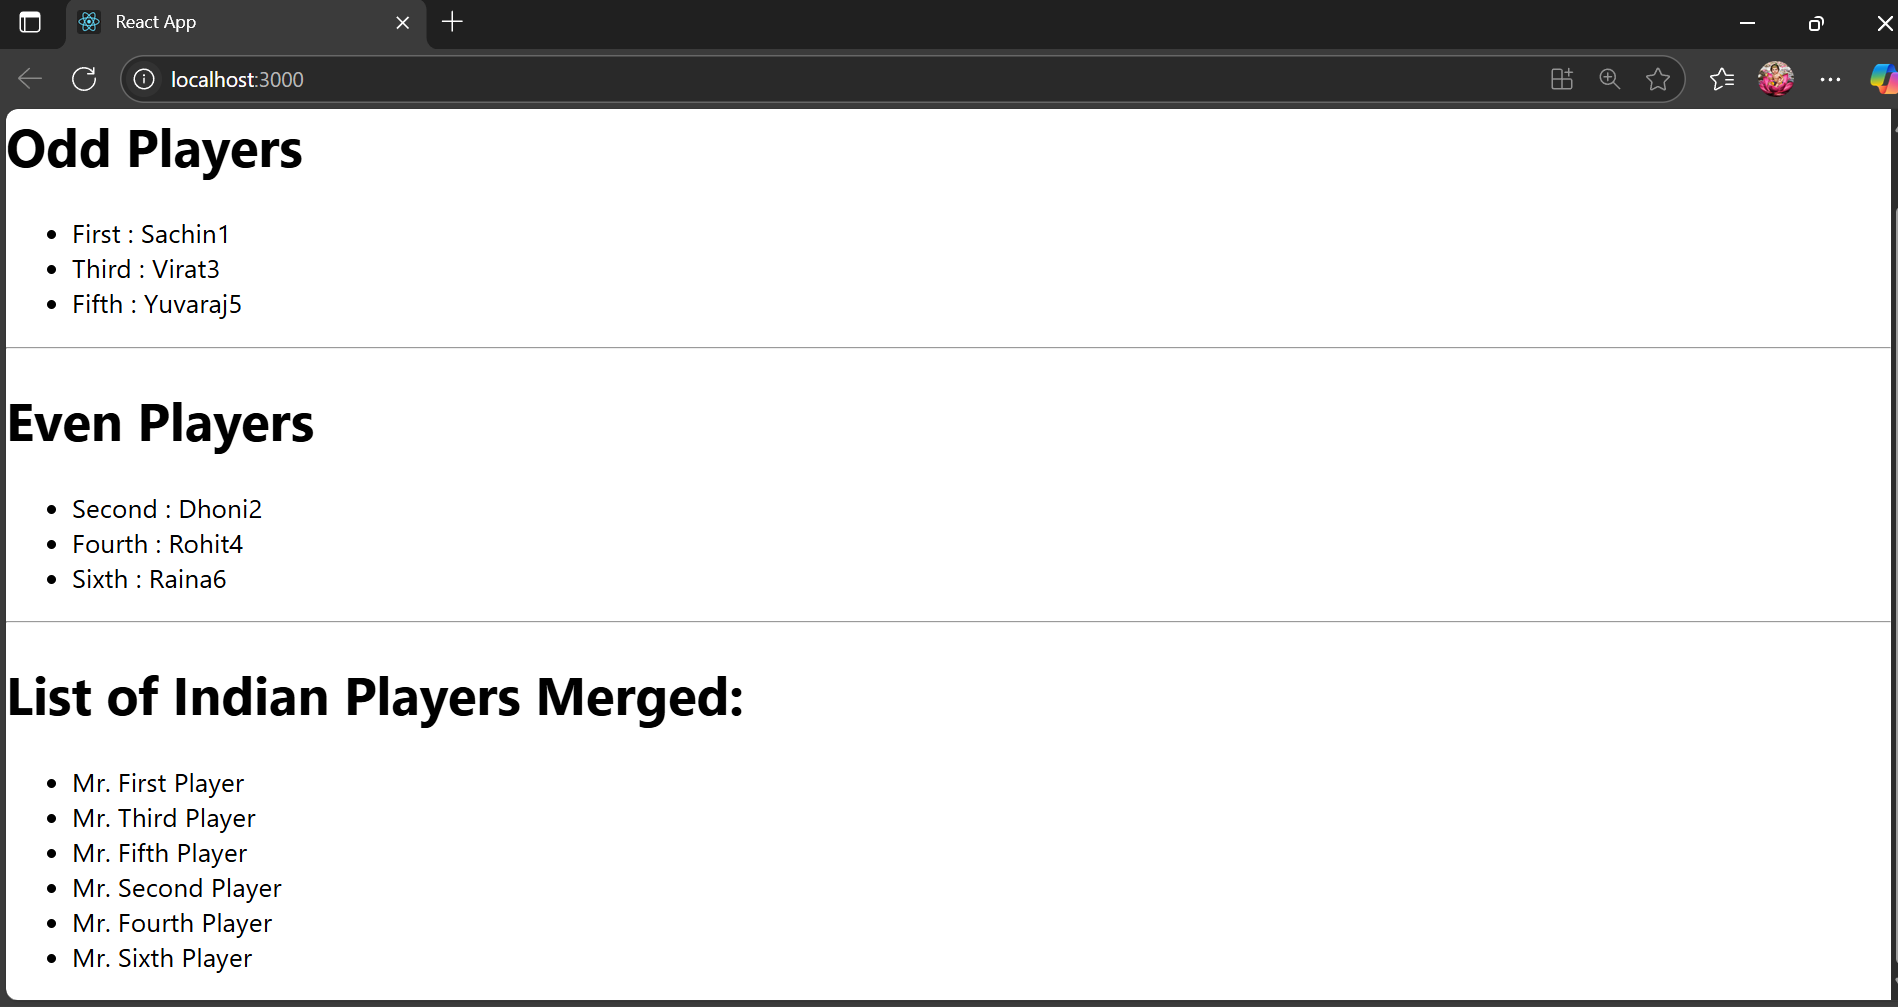 React App
localhost:3000
Odd Players
First : Sachin1
Third : Virat3
Fifth : Yuvaraj5
Even Players
Second : Dhoni2
Fourth : Rohit4
Sixth : Raina6
List of Indian Players Merged:
Mr. First Player
Mr. Third Player
Mr. Fifth Player
Mr. Second Player
Mr. Fourth Player
Mr. Sixth Player